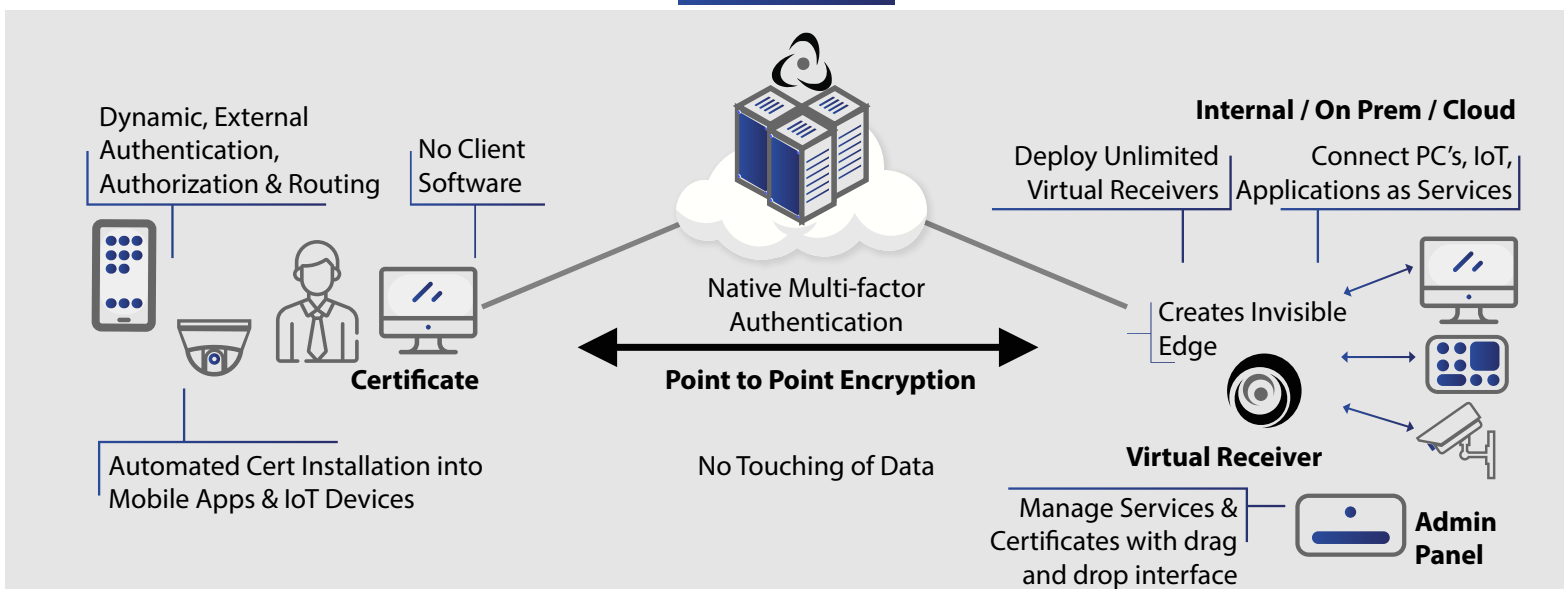 Dynamic, External
Authentication,
Authorization & Routing
No Client
Software
Certificate
Automated Cert Installation into
Mobile Apps & IoT Devices
Native Multi-factor
Authentication
Point to Point Encryption
No Touching of Data
Internal / On Prem / Cloud
Deploy Unlimited
Virtual Receivers
Connect PC's, IoT,
Applications as Services
Creates Invisible
Edge
Virtual Receiver
Manage Services &
Certificates with drag
and drop interface
Admin
Panel